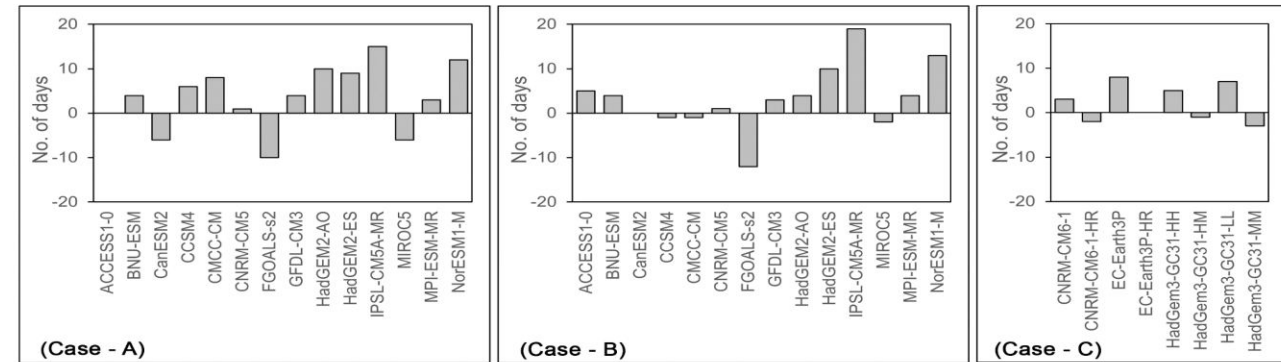 No. of days
20
10
0
-10
-20
ACCESS1-0
BNU-ESM
CanESM2
CCSM4
CMCC-CM
CNRM-CM5
FGOALS-s2
GFDL-CM3
HadGEM2-AO
HadGEM2-ES
IPSL-CM5A-MR
MIROC5
MPI-ESM-MR
NorESM1-M
(Case - A)
No. of days
20
10
0
-10
-20
ACCESS1-0
BNU-ESM
CanESM2
CCSM4
CMCC-CM
CNRM-CM5
FGOALS-s2
GFDL-CM3
HadGEM2-AO
HadGEM2-ES
IPSL-CM5A-MR
MIROC5
MPI-ESM-MR
NorESM1-M
(Case - B)
No. of days
20
10
0
-10
-20
CNRM-CM6-1
CNRM-CM6-1-HR
EC-Earth3P
EC-Earth3P-HR
HadGem3-GC31-HH
HadGem3-GC31-HM
HadGem3-GC31-LL
HadGem3-GC31-MM
(Case - C)